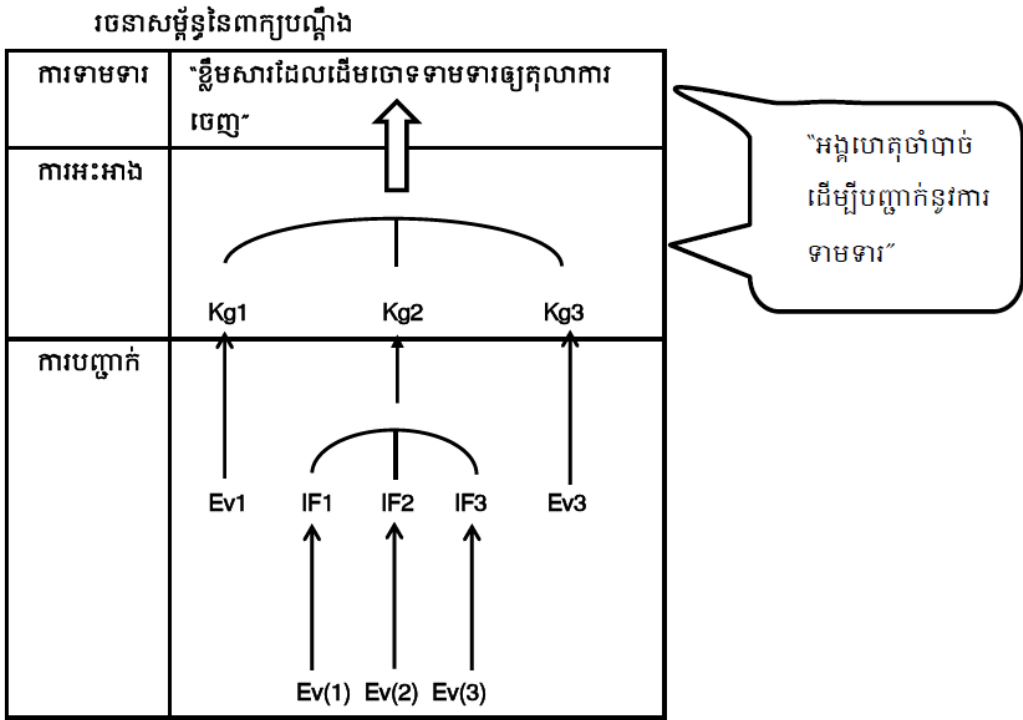 រចនាសម្ព័ន្ធនៃពាក្យបណ្តឹង
ការទាមទារ
“ខ្លឹមសារដែលដើមចោទទាមទារឲ្យតុលាការ
ចេញ”
ការអះអាង
“អង្គហេតុចាំបាច់
ដើម្បីបញ្ជាក់នូវការ
ទាមទារ”
Kg1 Kg2 Kg3
ការបញ្ជាក់
Ev1 IF1 IF2 IF3 Ev3
Ev(1) Ev(2) Ev(3)